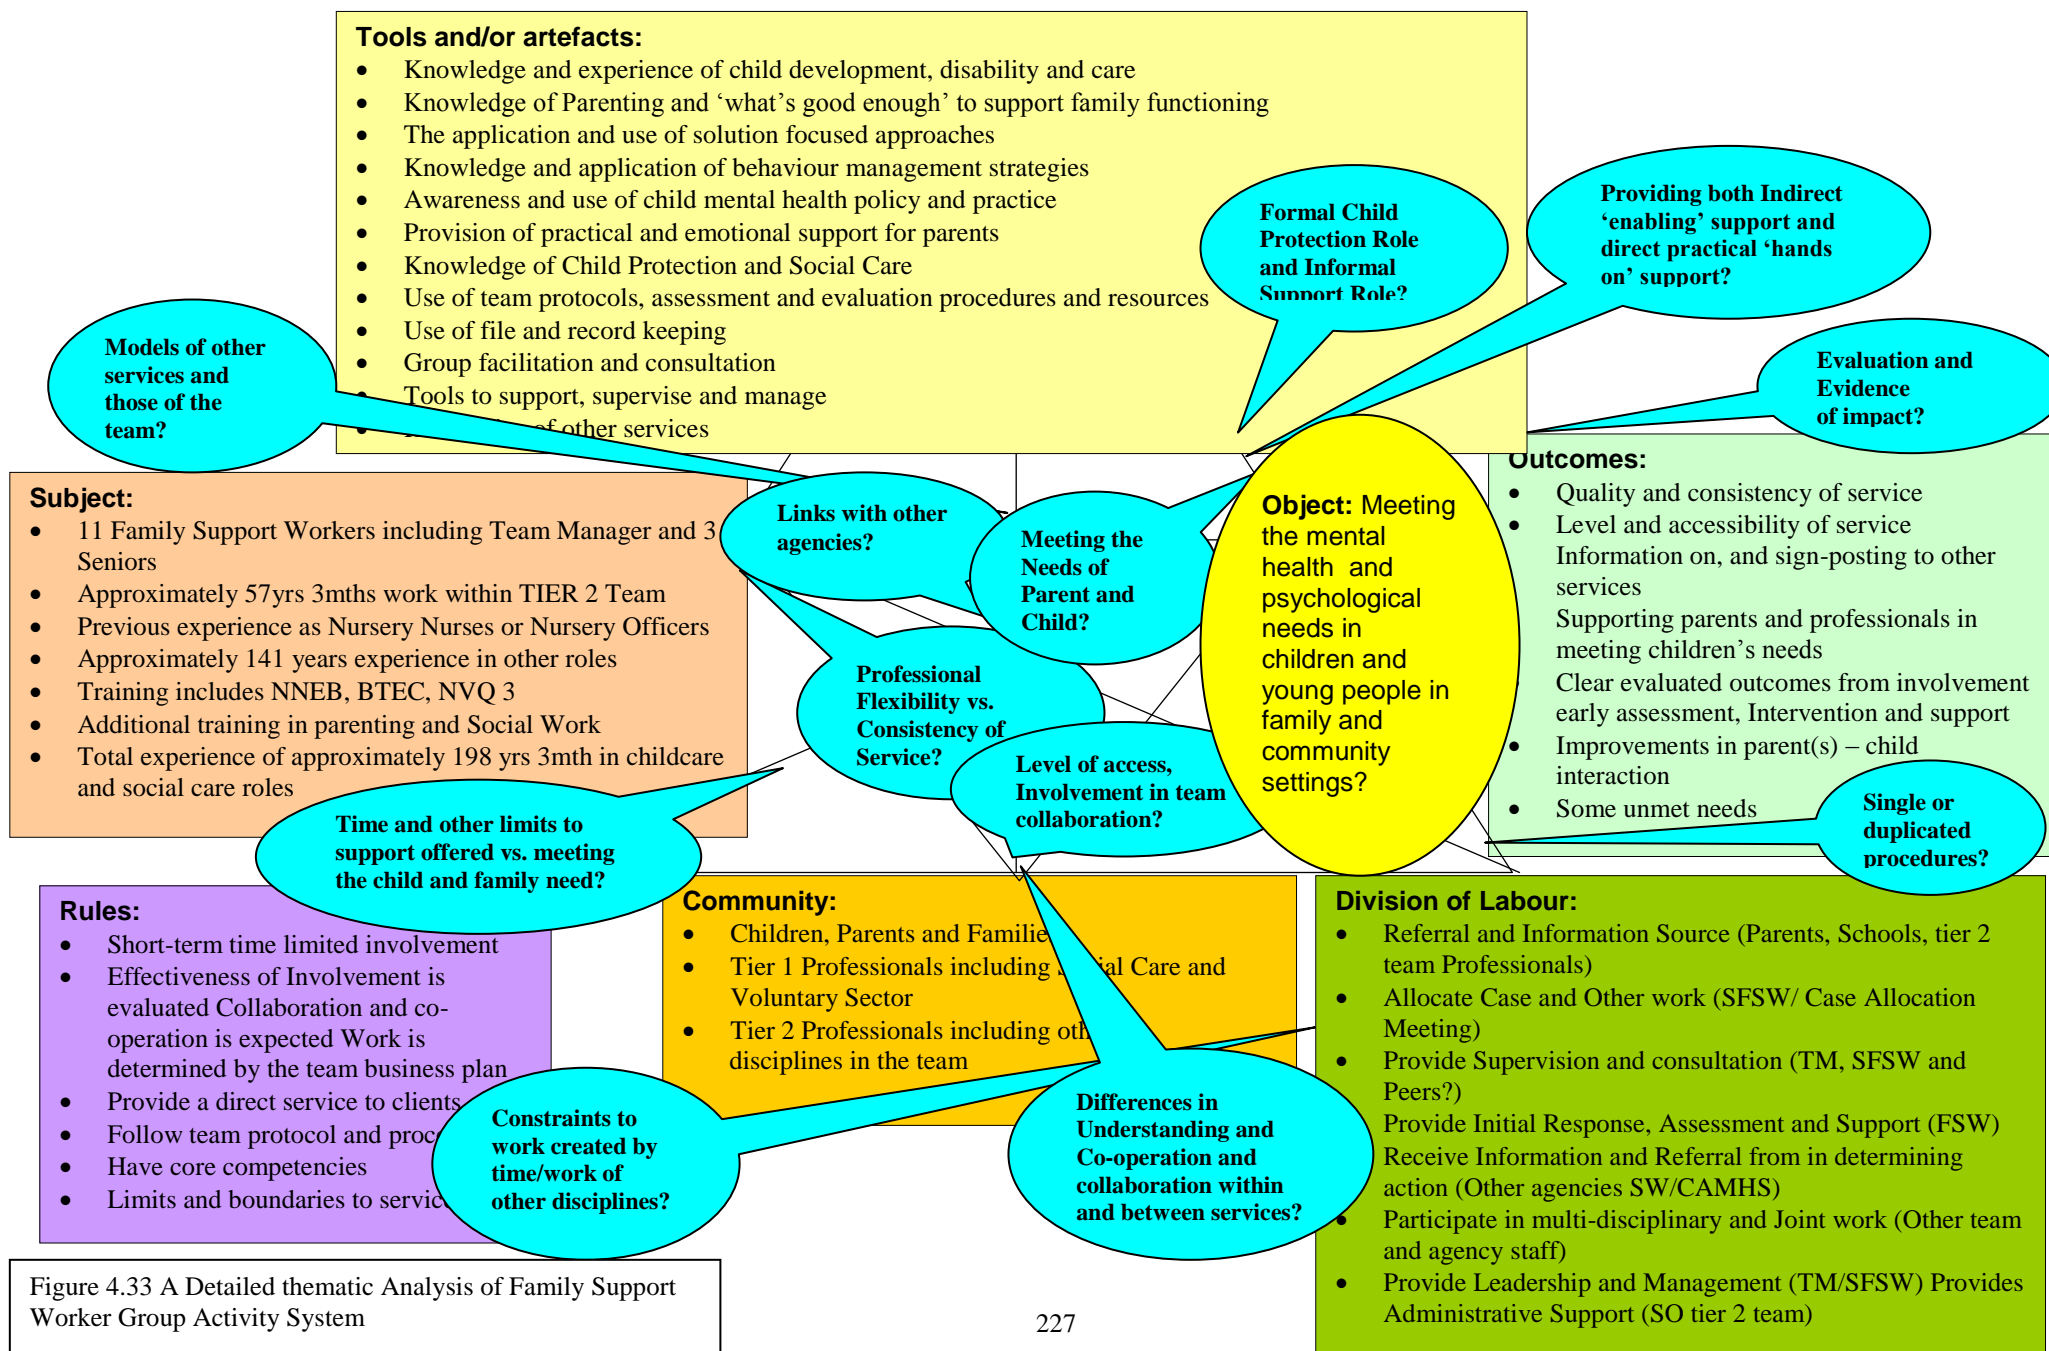 Tools and/or artefacts:
• Knowledge and experience of child development, disability and care
• Knowledge of Parenting and ‘what’s good enough’ to support family functioning
• The application and use of solution focused approaches
• Knowledge and application of behaviour management strategies
• Awareness and use of child mental health policy and practice
• Provision of practical and emotional support for parents
• Knowledge of Child Protection and Social Care
• Use of team protocols, assessment and evaluation procedures and resources
• Use of file and record keeping
• Group facilitation and consultation
• Tools to support, supervise and manage
of other services
Formal Child
Protection Role
and Informal
Support Role?
Providing both Indirect
‘enabling’ support and
direct practical ‘hands
on’ support?
Models of other
services and
those of the
team?
Evaluation and
Evidence
of impact?
Subject:
• 11 Family Support Workers including Team Manager and 3
Seniors
• Approximately 57yrs 3mths work within TIER 2 Team
• Previous experience as Nursery Nurses or Nursery Officers
• Approximately 141 years experience in other roles
• Training includes NNEB, BTEC, NVQ 3
• Additional training in parenting and Social Work
• Total experience of approximately 198 yrs 3mth in childcare
and social care roles
Links with other
agencies?
Meeting the
Needs of
Parent and
Child?
Professional
Flexibility vs.
Consistency of
Service?
Level of access,
Involvement in team
collaboration?
Object: Meeting
the mental
health and
psychological
needs in
children and
young people in
family and
community
settings?
Outcomes:
• Quality and consistency of service
• Level and accessibility of service
Information on, and sign-posting to other
services
Supporting parents and professionals in
meeting children’s needs
Clear evaluated outcomes from involvement
early assessment, Intervention and support
• Improvements in parent(s) – child
interaction
• Some unmet needs
Single or
duplicated
procedures?
Time and other limits to
support offered vs. meeting
the child and family need?
Rules:
• Short-term time limited involvement
• Effectiveness of Involvement is
evaluated Collaboration and co-
operation is expected Work is
determined by the team business plan
• Provide a direct service to clients
• Follow team protocol and
• Have core competencies
• Limits and boundaries to
Constraints to
work created by
time/work of
other disciplines?
Community:
• Children, Parents and
• Tier 1 Professionals including Care and
Voluntary Sector
• Tier 2 Professionals including
disciplines in the team
Differences in
Understanding and
Co-operation and
collaboration within
and between services?
Division of Labour:
• Referral and Information Source (Parents, Schools, tier 2
team Professionals)
• Allocate Case and Other work (SFSW/ Case Allocation
Meeting)
• Provide Supervision and consultation (TM, SFSW and
Peers?)
Provide Initial Response, Assessment and Support (FSW)
Receive Information and Referral from in determining
action (Other agencies SW/CAMHS)
• Participate in multi-disciplinary and Joint work (Other team
and agency staff)
• Provide Leadership and Management (TM/SFSW) Provides
Administrative Support (SO tier 2 team)
Figure 4.33 A Detailed thematic Analysis of Family Support
Worker Group Activity System
227